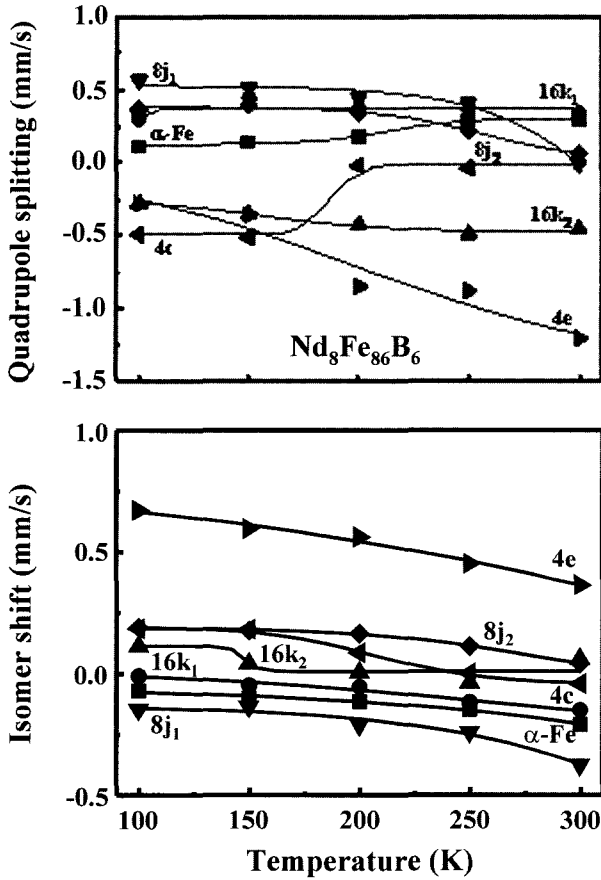 Quadrupole splitting (mm/s)
1.0
0.5
0.0
-0.5
-1.0
-1.5
8j1
α-Fe
4c
16k1
8j2
16k2
4e
Nd8Fe86B6
Isomer shift (mm/s)
1.0
0.5
0.0
-0.5
4e
8j2
16k1
16k2
4c
8j1
α-Fe
100 150 200 250 300
Temperature (K)